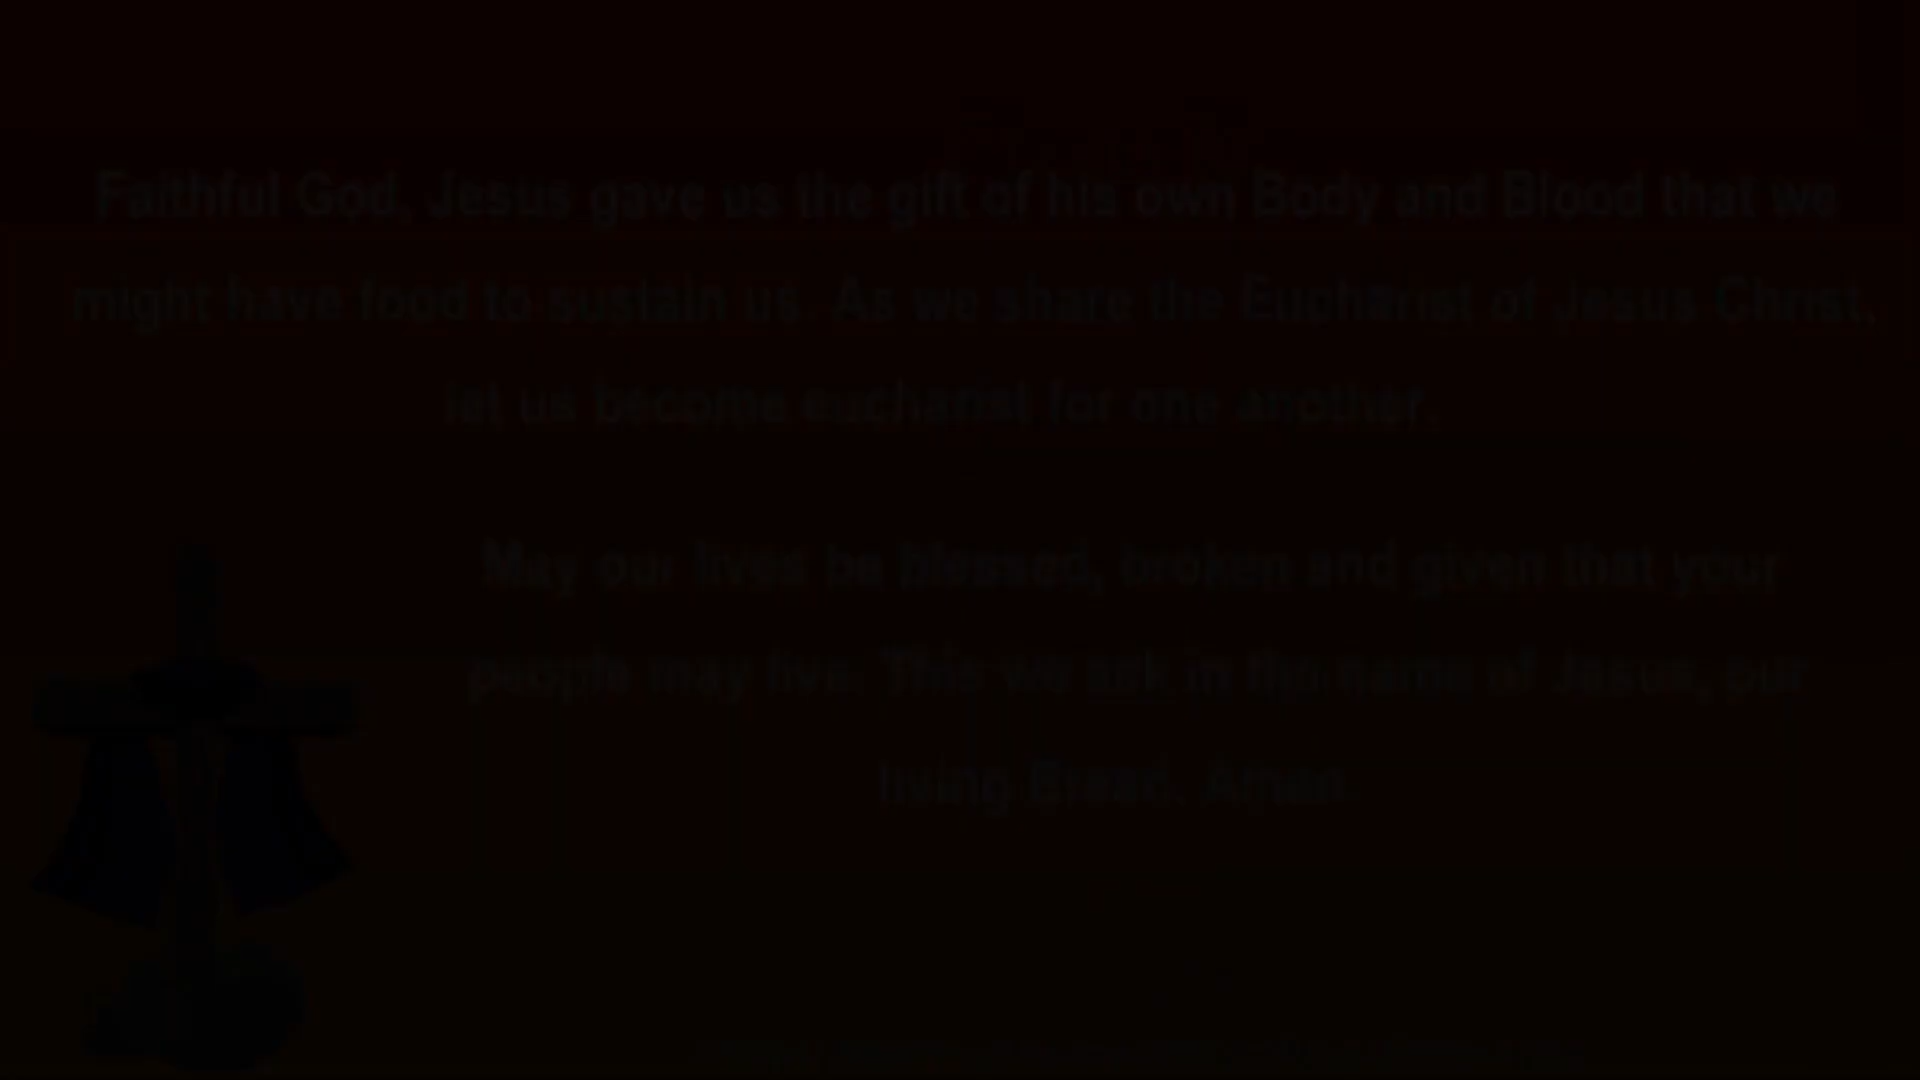 Faithful God, Jesus gave us the gift of his own Body and Blood that we
might have food to sustain us. As we share the Eucharist of Jesus Christ,
let us become eucharist for one another.
May our lives be blessed, broken and given that your
people may live. This we ask in the name of Jesus, our
living Bread. Amen.